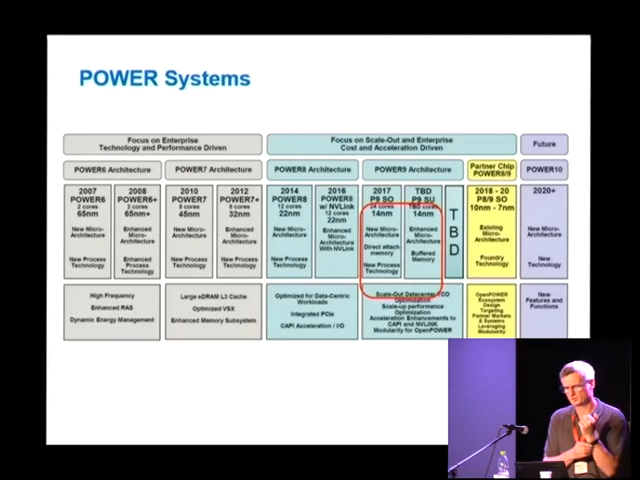 POWER Systems
Focus on Enterprise
Technology and Performance Driven
Focus on Scale-Out and Enterprise
Cost and Acceleration Driven
Future
POWER6 Architecture
POWER7 Architecture
POWER8 Architecture
POWER9 Architecture
Partner Chip
POWER8/9
POWER10
2007
POWER6
2 cores
65nm
New Micro-
Architecture
New Process
Technology
2008
POWER6+
2 cores
65nm+
Enhanced
Micro-
Architecture
Enhanced
Process
Technology
2010
POWER7
8 cores
45nm
New Micro-
Architecture
New Process
Technology
2012
POWER7+
8 cores
32nm
Enhanced
Micro-
Architecture
New Process
Technology
2014
POWER8
12 cores
22nm
New Micro-
Architecture
New Process
Technology
2016
POWER8
w/ NVLink
12 cores
22nm
Enhanced
Micro-
Architecture
With NVLink
2017
P9 SO
24 cores
14nm
New Micro-
Architecture
Direct attach
memory
New Process
Technology
TBD
P9 SU
TBD cores
14nm
Enhanced
Micro-
Architecture
Buffered
Memory
T
B
D
2018 - 20
P8/9 SO
10nm - 7nm
Existing
Micro-
Architecture
Foundry
Technology
2020+
New Micro-
Architecture
New
Technology
High Frequency
Enhanced RAS
Dynamic Energy Management
Large eDRAM L3 Cache
Optimized VSX
Enhanced Memory Subsystem
Optimized for Data-Centric
Workloads
Integrated PCIe
CAPI Acceleration / I/O
Scale-Out Datacenter TCO
Optimization
Scale-up performance
Optimization
Acceleration Enhancements to
CAPI and NVLINK
Modularity for OpenPOWER
OpenPOWER
Ecosystem
Design
Targeting
Partner Markets
& Systems
Leveraging
Modularity
New
Features and
Functions